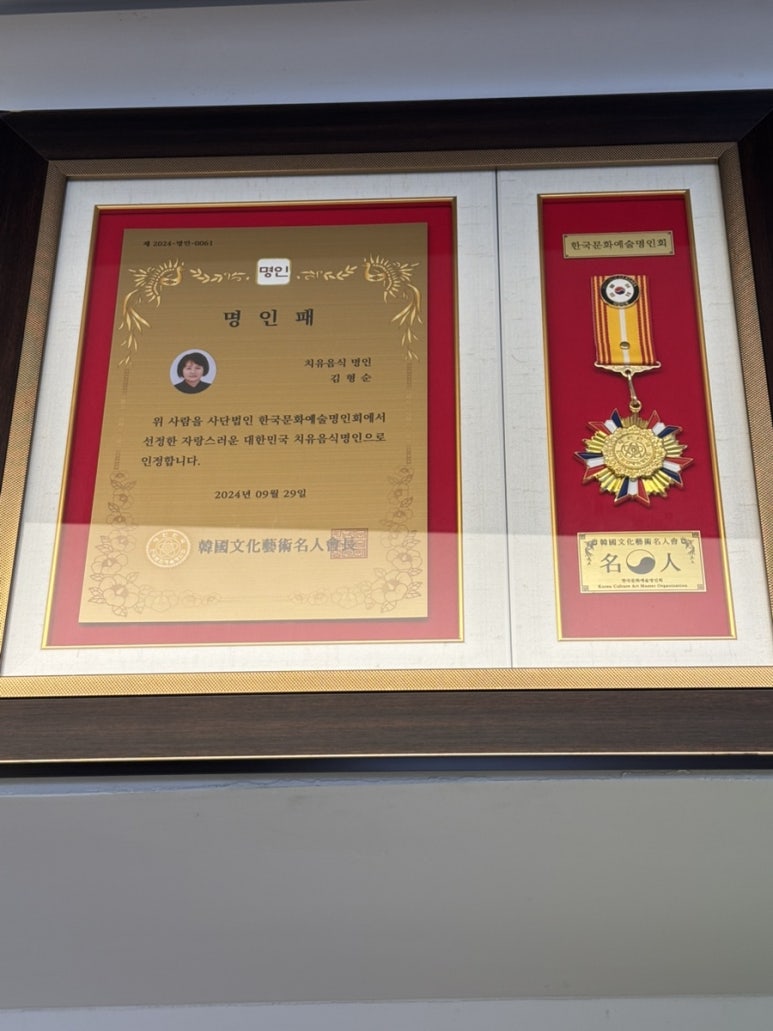 제 2024-명인-0061
명인
명 인 패
치유음식 명인
김 형 순
위 사람을 사단법인 한국문화예술명인회에서
선정한 자랑스러운 대한민국 치유음식명인으로
인정합니다.
2024년 09월 29일
韓國文化藝術名人會長
한국문화예술명인회
韓國文化藝術名人會
名人
한국문화예술명인회
Korea Culture Art Master Organization